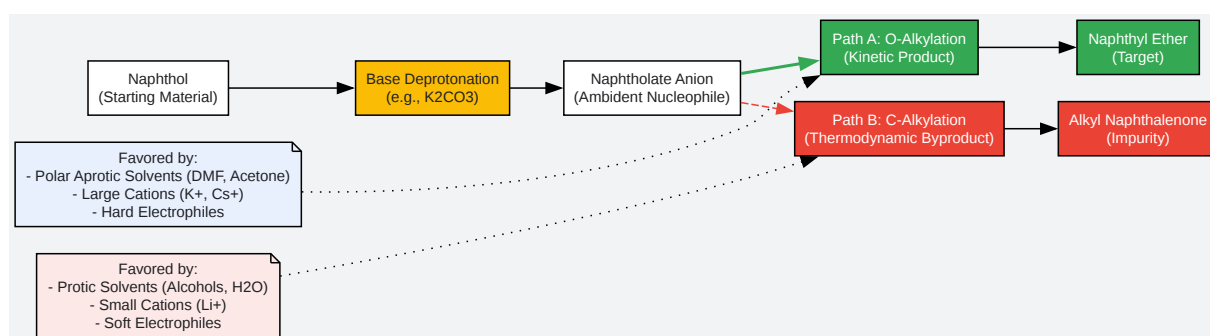 Naphthol
(Starting Material)
Base Deprotonation
(e.g., K2CO3)
Naphtholate Anion
(Ambident Nucleophile)
Path A: O-Alkylation
(Kinetic Product)
Naphthyl Ether
(Target)
Path B: C-Alkylation
(Thermodynamic Byproduct)
Alkyl Naphthalenone
(Impurity)
Favored by:
- Polar Aprotic Solvents (DMF, Acetone)
- Large Cations (K+, Cs+)
- Hard Electrophiles
Favored by:
- Protic Solvents (Alcohols, H2O)
- Small Cations (Li+)
- Soft Electrophiles